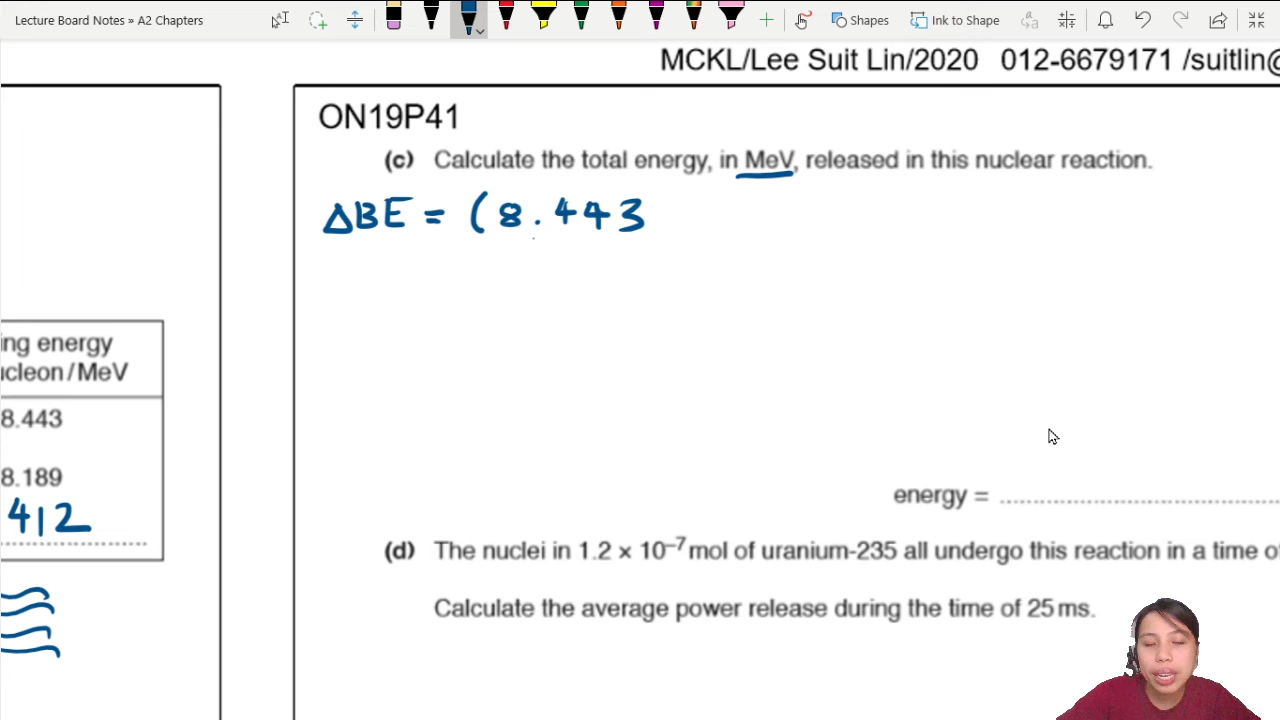 Lecture Board Notes » A2 Chapters
Shapes
Ink to Shape
MCKL/Lee Suit Lin/2020 012-6679171 /suitlin@
ON19P41
(c) Calculate the total energy, in MeV, released in this nuclear reaction.
ΔBE = (8.443
ing energy
ucleon/MeV
8.443
8.189
412
energy =
(d) The nuclei in 1.2 × 10⁻⁷ mol of uranium-235 all undergo this reaction in a time of
Calculate the average power release during the time of 25 ms.